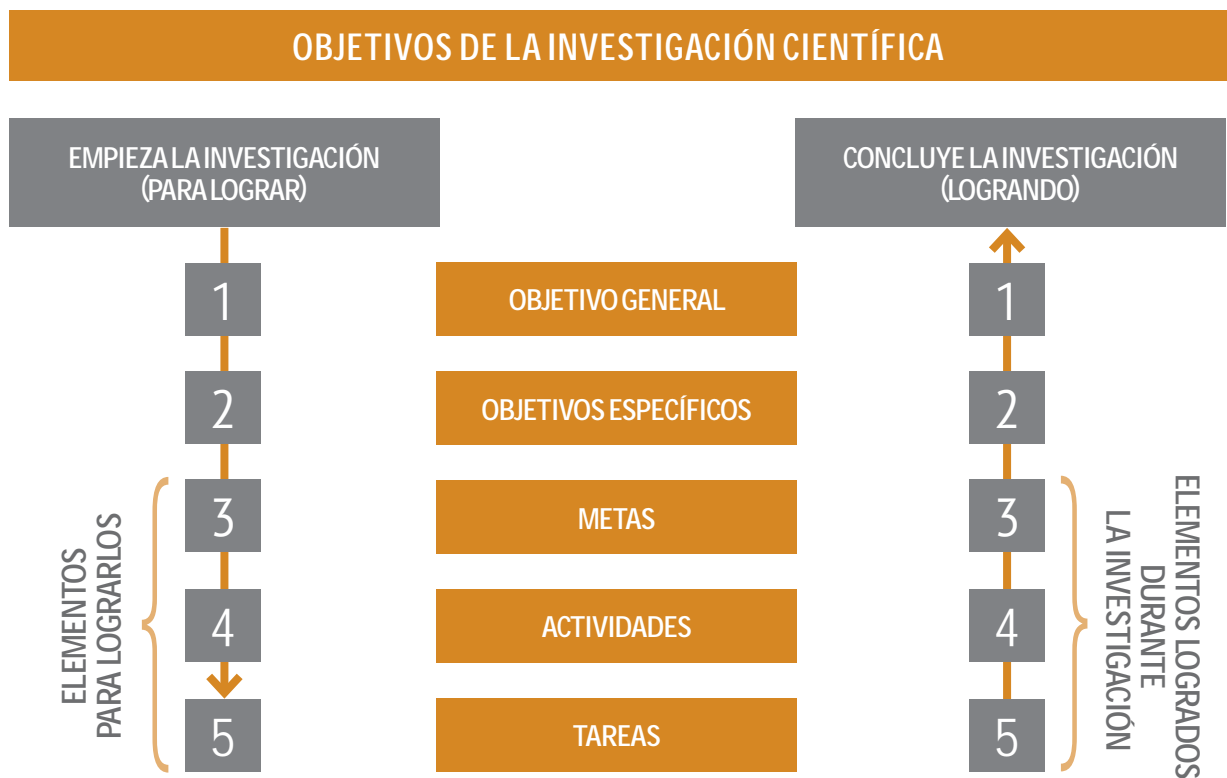 OBJETIVOS DE LA INVESTIGACIÓN CIENTÍFICA
EMPIEZA LA INVESTIGACIÓN
(PARA LOGRAR)
CONCLUYE LA INVESTIGACIÓN
(LOGRANDO)
1
OBJETIVO GENERAL
1
2
OBJETIVOS ESPECÍFICOS
2
ELEMENTOS
PARA LOGRARLOS
3
METAS
3
4
ACTIVIDADES
4
5
TAREAS
5
ELEMENTOS LOGRADOS
DURANTE
LA INVESTIGACIÓN